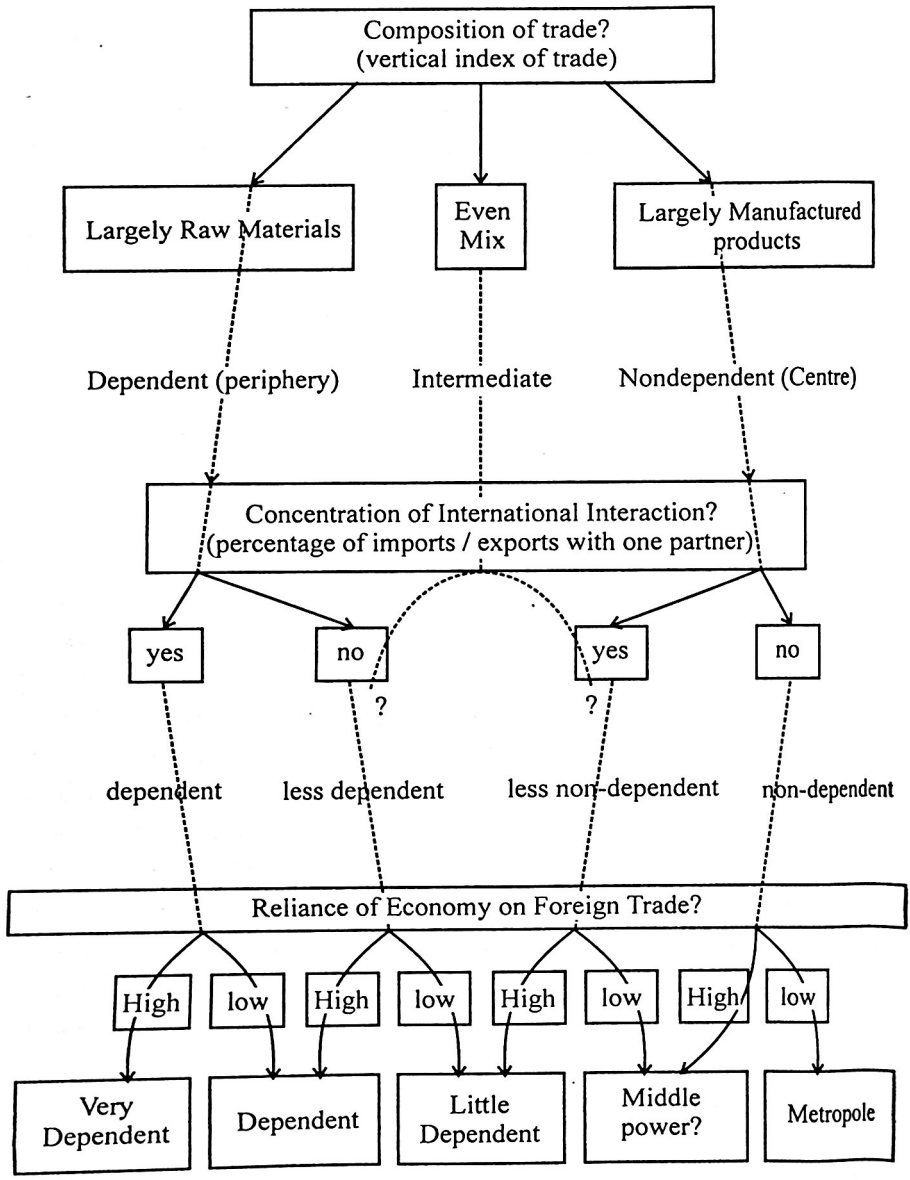 Composition of trade?
(vertical index of trade)
Largely Raw Materials
Even
Mix
Largely Manufactured
products
Dependent (periphery)
Intermediate
Nondependent (Centre)
Concentration of International Interaction?
(percentage of imports / exports with one partner)
yes
no
yes
no
?
?
dependent
less dependent
less non-dependent
non-dependent
Reliance of Economy on Foreign Trade?
High
low
High
low
High
low
High
low
Very
Dependent
Dependent
Little
Dependent
Middle
power?
Metropole